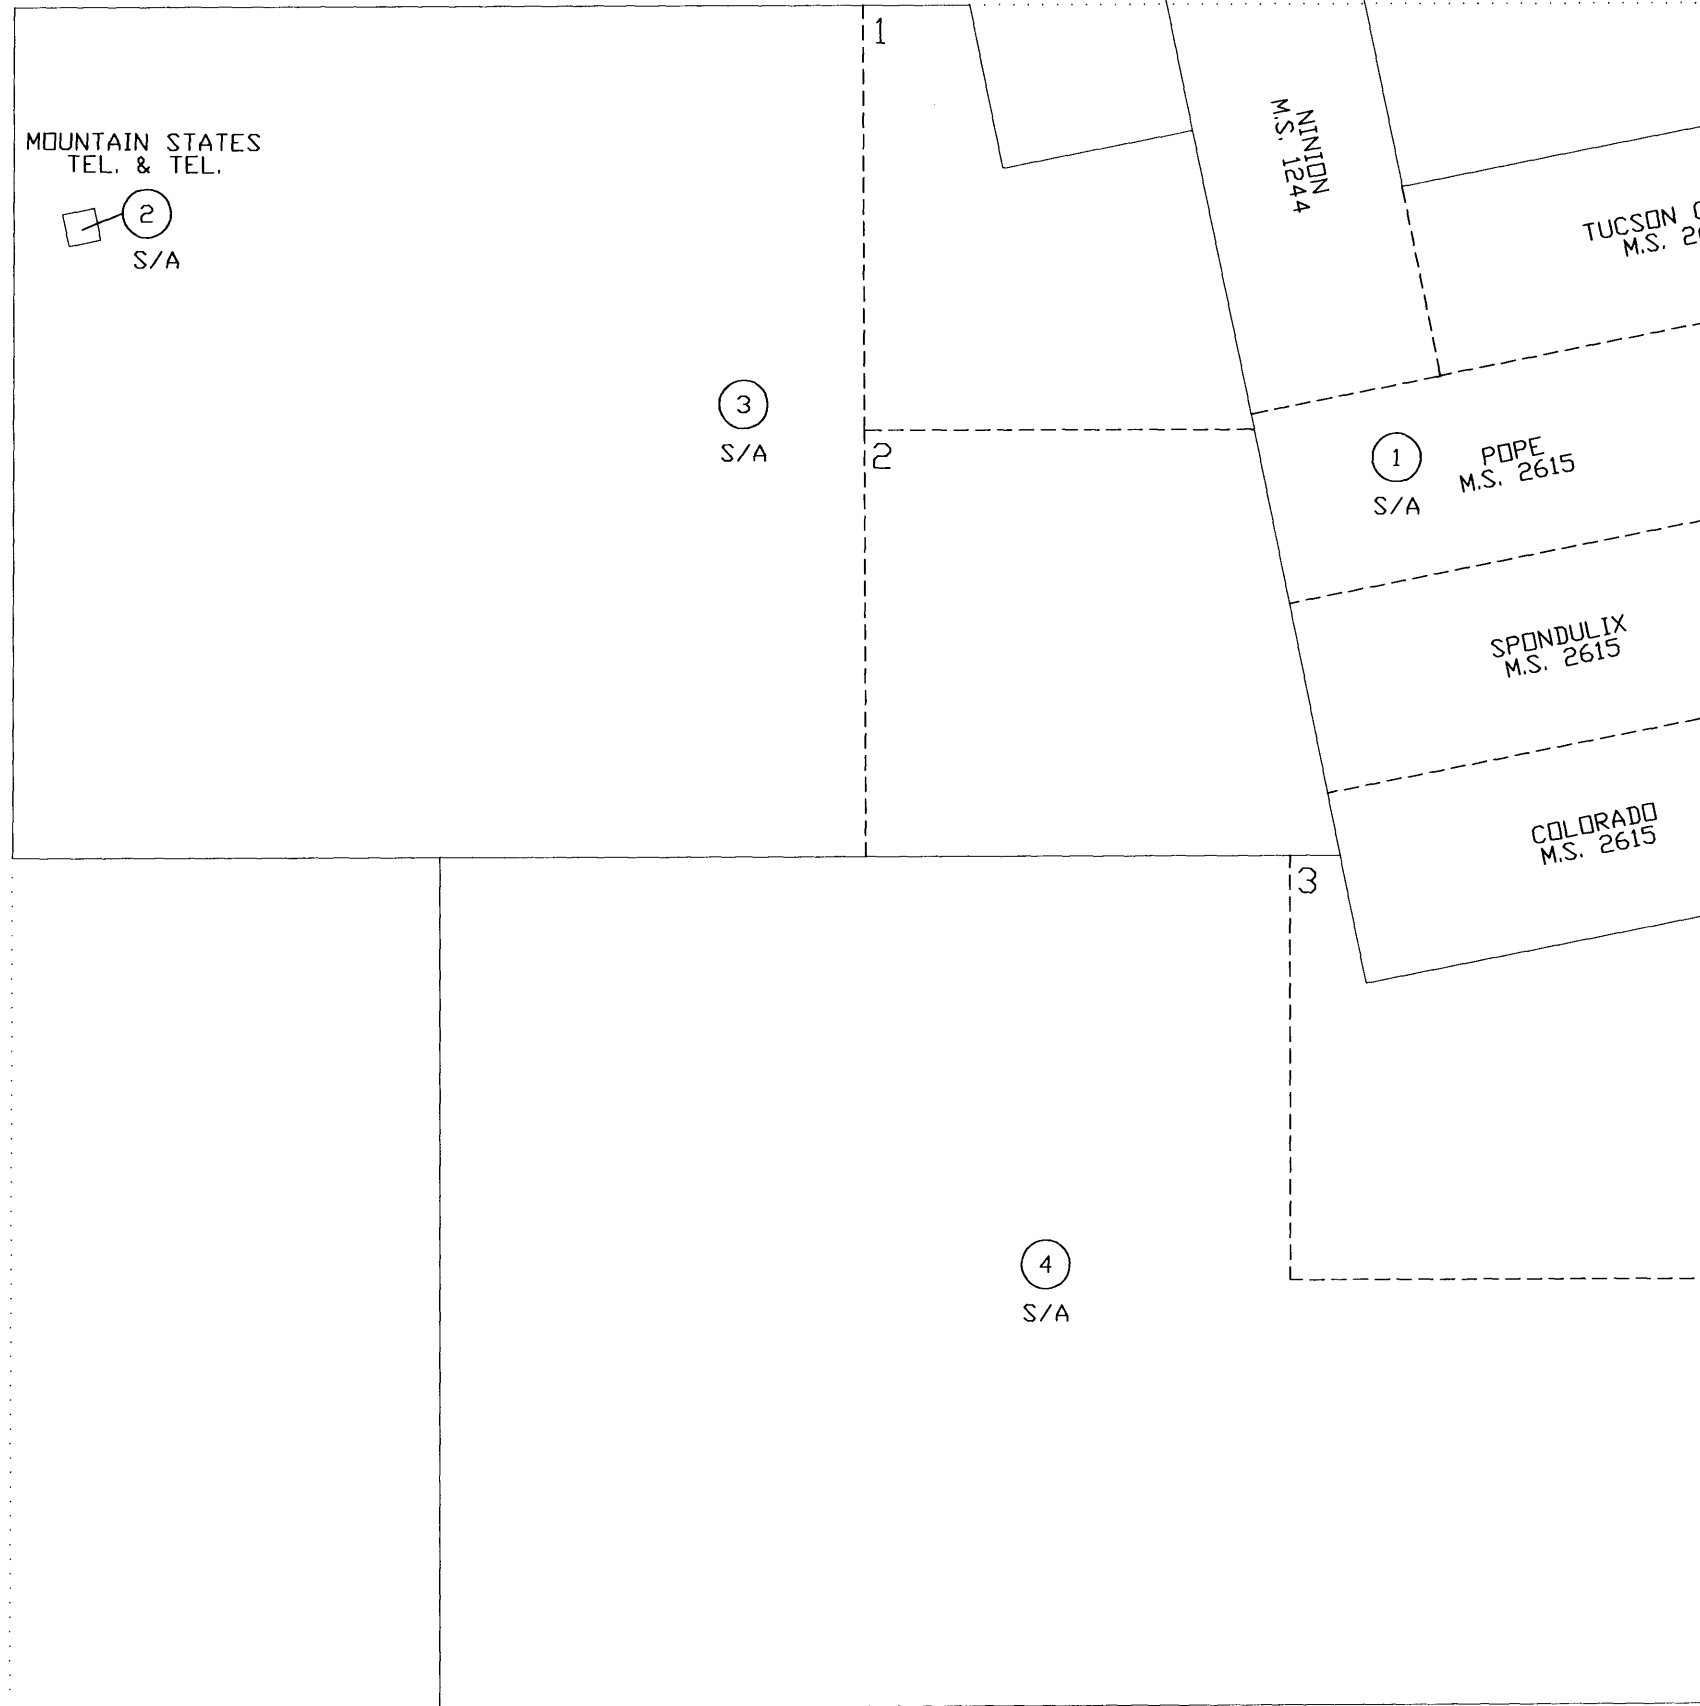 1
MOUNTAIN STATES
TEL. & TEL.
2
S/A
NINION
M.S. 1244
TUCSON
M.S.
3
S/A
2
1
S/A
POPE
M.S. 2615
SPONDULIX
M.S. 2615
COLORADO
M.S. 2615
3
4
S/A